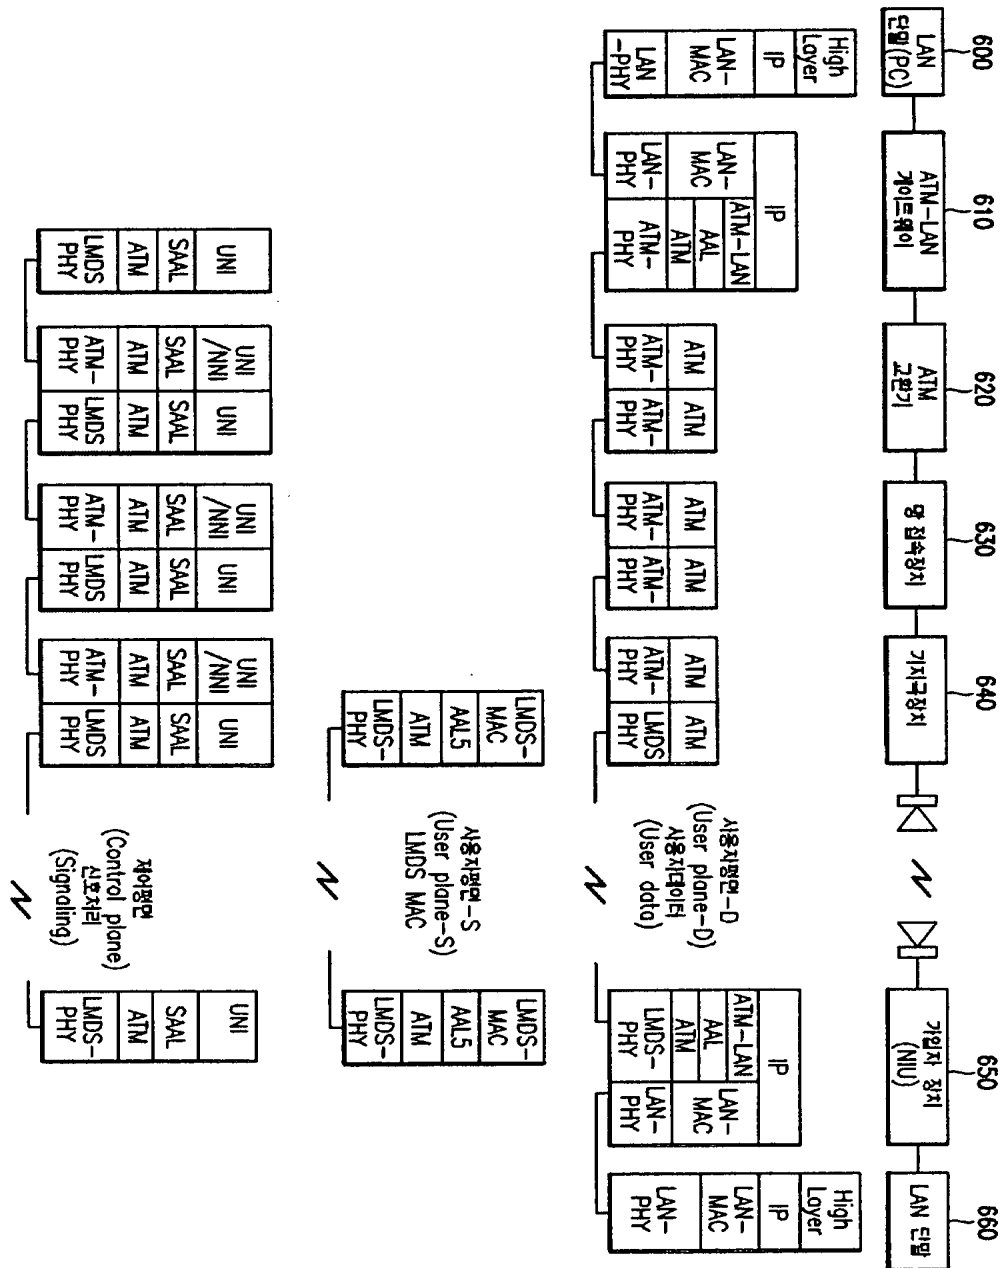 600
610
620
630
640
650
660
LAN
단말(PC)
ATM-LAN
게이트웨이
ATM
교환기
망 접속장치
기지국장치
가입자 장치
(NIU)
LAN 단말
High
Layer
IP
LAN-
MAC
LAN
-PHY
IP
LAN-
MAC
LAN-
PHY
ATM-LAN
AAL
ATM
ATM-
PHY
ATM
ATM-
PHY
ATM
ATM-
PHY
ATM
ATM-
PHY
ATM
ATM-
PHY
ATM
ATM-
PHY
ATM
LMDS
PHY
사용자평면-D
(User plane-D)
사용자데이터
(User data)
IP
ATM-LAN
AAL
ATM
LMDS-
PHY
LAN-
MAC
LAN-
PHY
High
Layer
IP
LAN-
MAC
LAN-
PHY
LMDS-
MAC
AAL5
ATM
LMDS-
PHY
사용자평면-S
(User plane-S)
LMDS MAC
LMDS-
MAC
AAL5
ATM
LMDS-
PHY
UNI
SAAL
ATM
LMDS
PHY
UNI
/NNI
SAAL
ATM
ATM-
PHY
UNI
SAAL
ATM
LMDS
PHY
UNI
/NNI
SAAL
ATM
ATM-
PHY
UNI
SAAL
ATM
LMDS
PHY
UNI
/NNI
SAAL
ATM
ATM-
PHY
UNI
SAAL
ATM
LMDS
PHY
제어평면
(Control plane)
신호처리
(Signaling)
UNI
SAAL
ATM
LMDS-
PHY